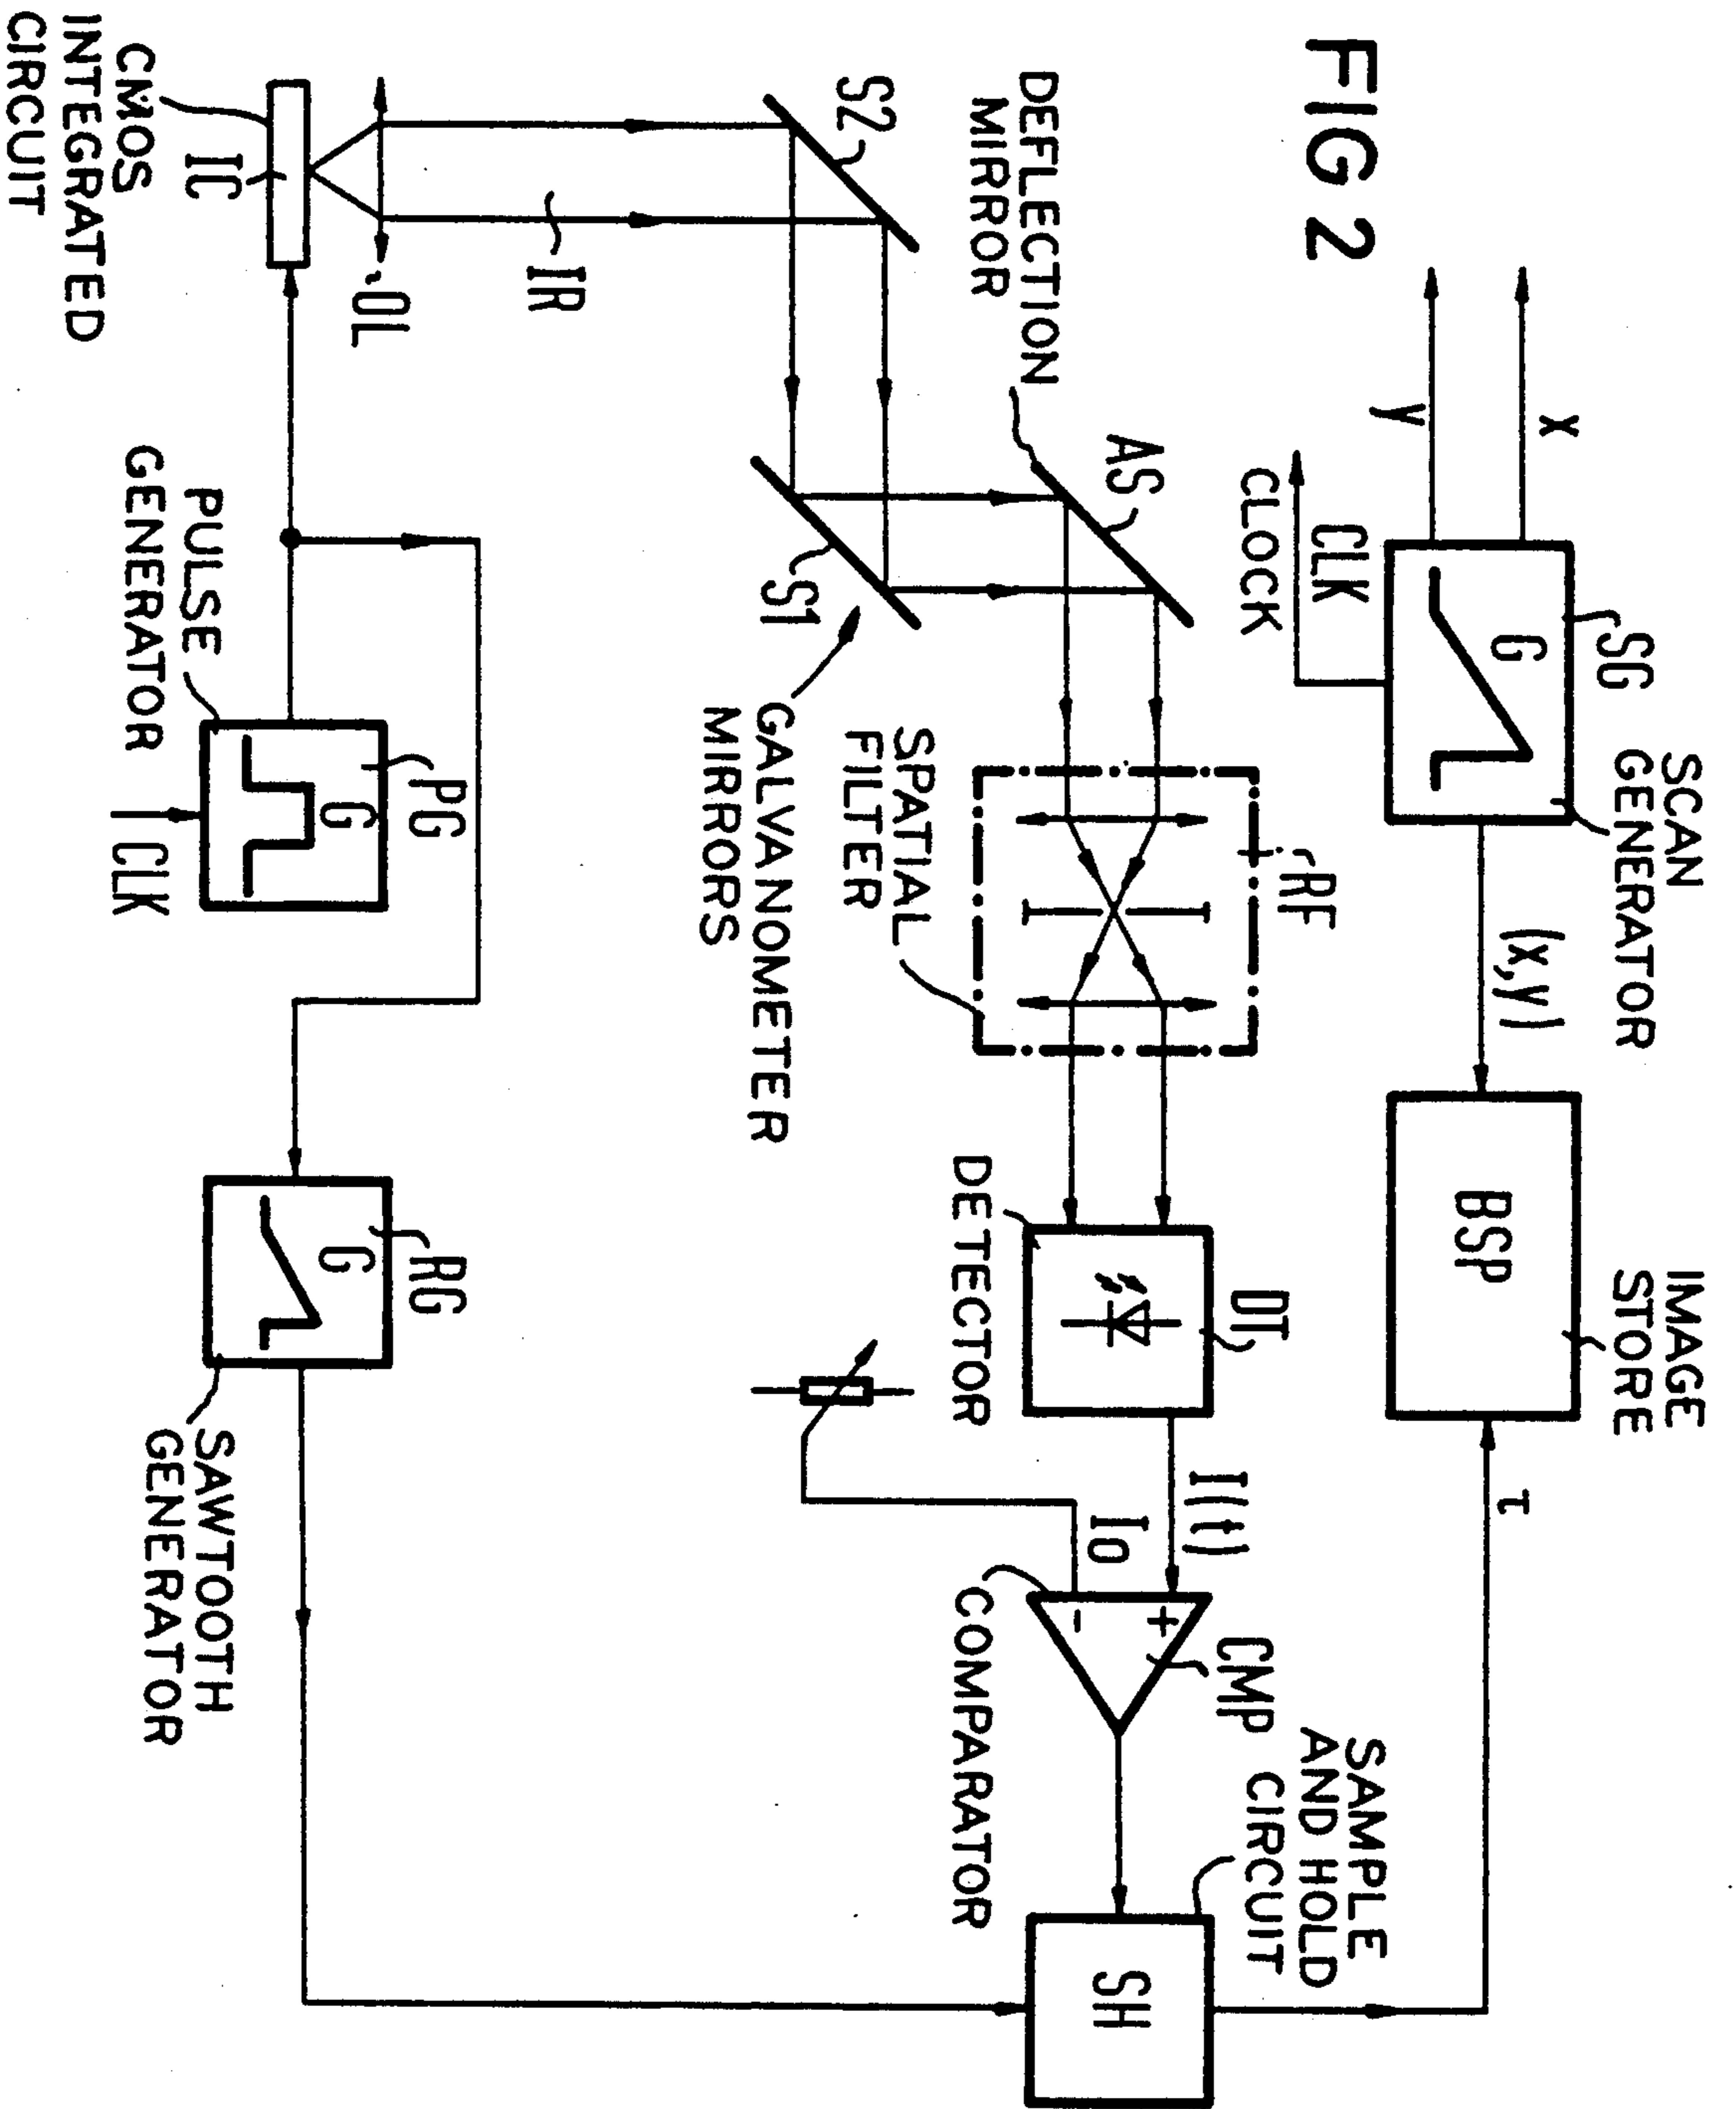 FIG 2
x
y
CLK
CLOCK
SG
G
SCAN
GENERATOR
(x,y)
BSP
IMAGE
STORE
τ
DEFLECTION
MIRROR
AS
S2
S1
GALVANOMETER
MIRRORS
SPATIAL
FILTER
RF
DETECTOR
DT
I(t)
I0
+
-
CMP
COMPARATOR
SAMPLE
AND HOLD
CIRCUIT
SH
IR
OL
IC
CMOS
INTEGRATED
CIRCUIT
PULSE
GENERATOR
PG
G
CLK
RG
G
SAWTOOTH
GENERATOR